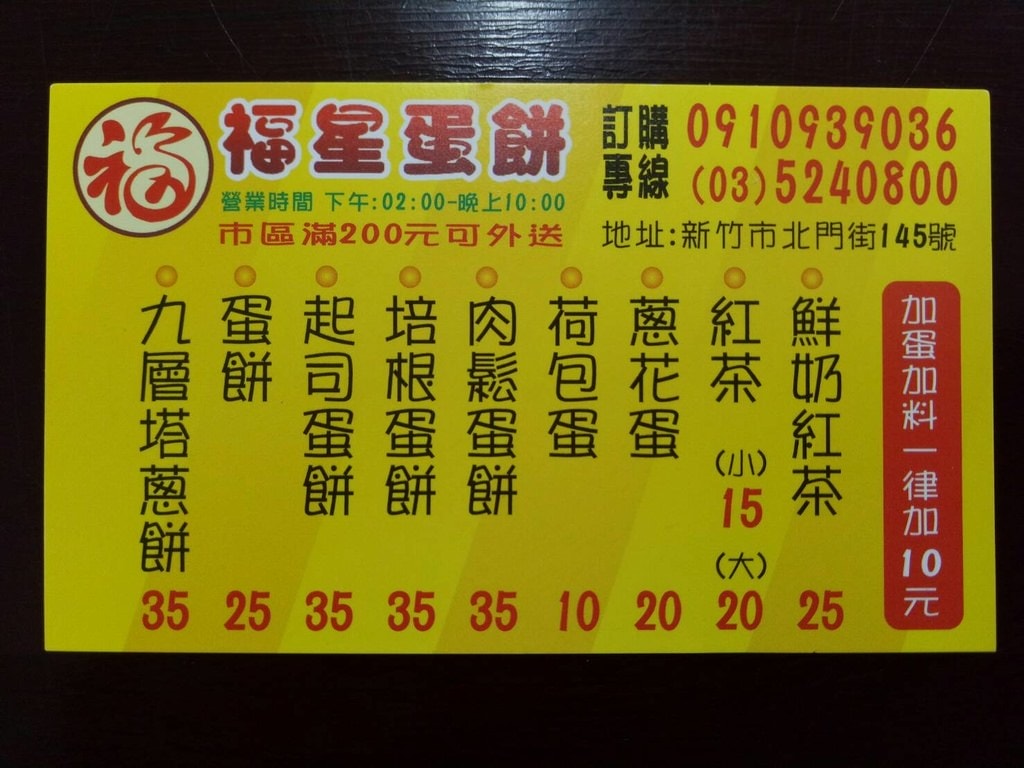 福
福星蛋餅
營業時間 下午:02:00-晚上10:00
市區滿200元可外送
訂購專線
0910939036
(03)5240800
地址:新竹市北門街145號
九層塔蔥餅 35
蛋餅 25
起司蛋餅 35
培根蛋餅 35
肉鬆蛋餅 35
荷包蛋 10
蔥花蛋 20
紅茶 (小) 15 (大) 20
鮮奶紅茶 25
加蛋加料一律加10元